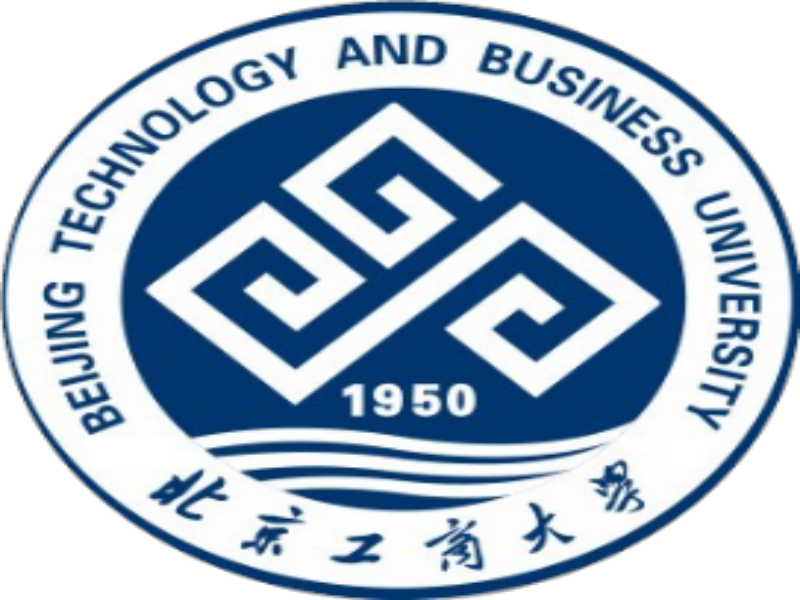 BEIJING TECHNOLOGY AND BUSINESS UNIVERSITY
1950
北京工商大学